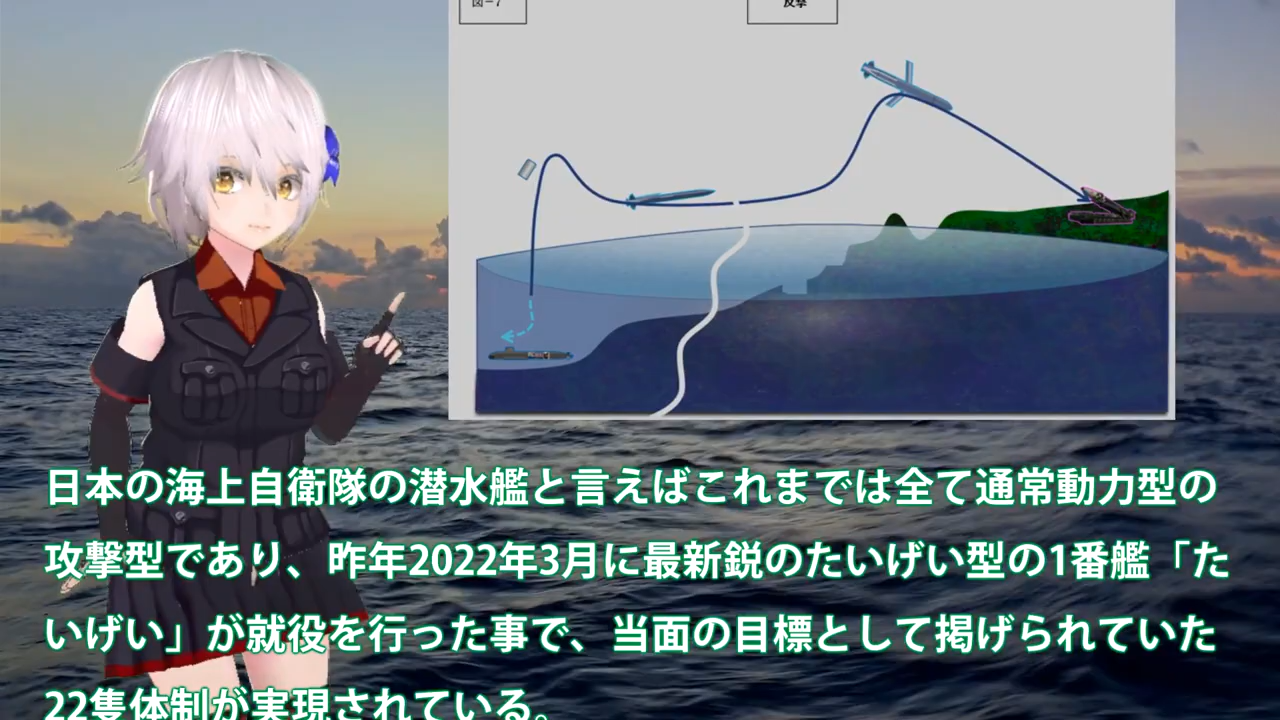 図－7
反撃
日本の海上自衛隊の潜水艦と言えばこれまでは全て通常動力型の
攻撃型であり、昨年2022年3月に最新鋭のたいげい型の1番艦「た
いげい」が就役を行った事で、当面の目標として掲げられていた
22隻体制が実現されている。